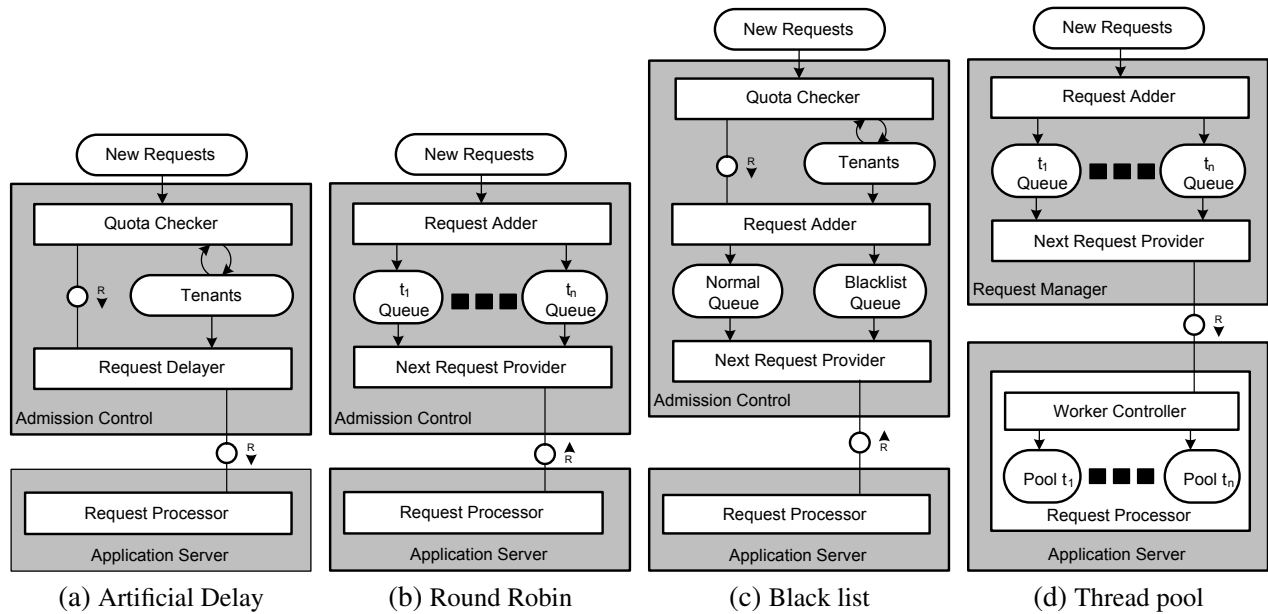 New Requests
Quota Checker
R
Tenants
Request Delayer
Admission Control
R
Request Processor
Application Server
(a) Artificial Delay
New Requests
Request Adder
t1
Queue
tn
Queue
Next Request Provider
Admission Control
R
Request Processor
Application Server
(b) Round Robin
New Requests
Quota Checker
R
Tenants
Request Adder
Normal
Queue
Blacklist
Queue
Next Request Provider
Admission Control
R
Request Processor
Application Server
(c) Black list
New Requests
Request Adder
t1
Queue
tn
Queue
Next Request Provider
Request Manager
R
Worker Controller
Pool t1
Pool tn
Request Processor
Application Server
(d) Thread pool